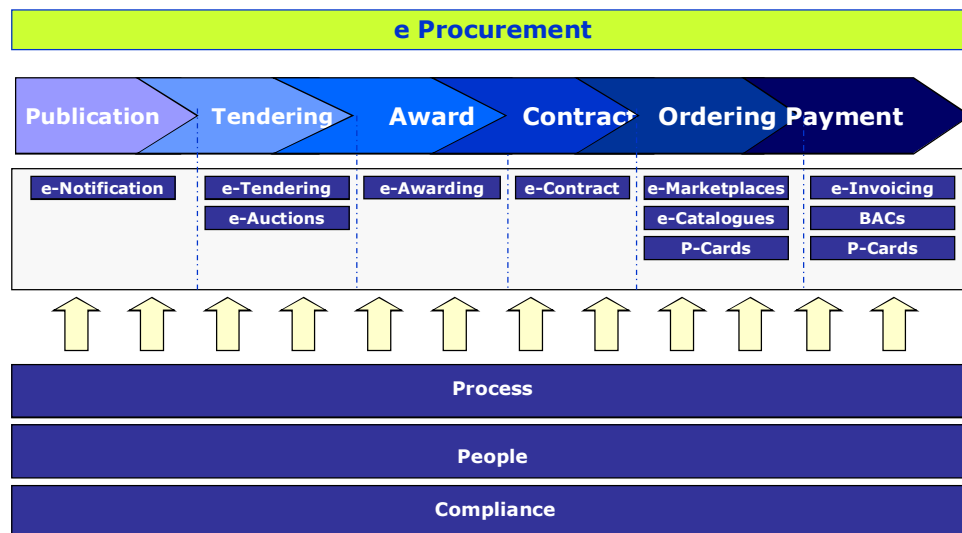 e Procurement
Publication
Tendering
Award
Contract
Ordering
Payment
e-Notification
e-Tendering
e-Awarding
e-Contract
e-Marketplaces
e-Invoicing
e-Auctions
e-Catalogues
BACs
P-Cards
P-Cards
Process
People
Compliance